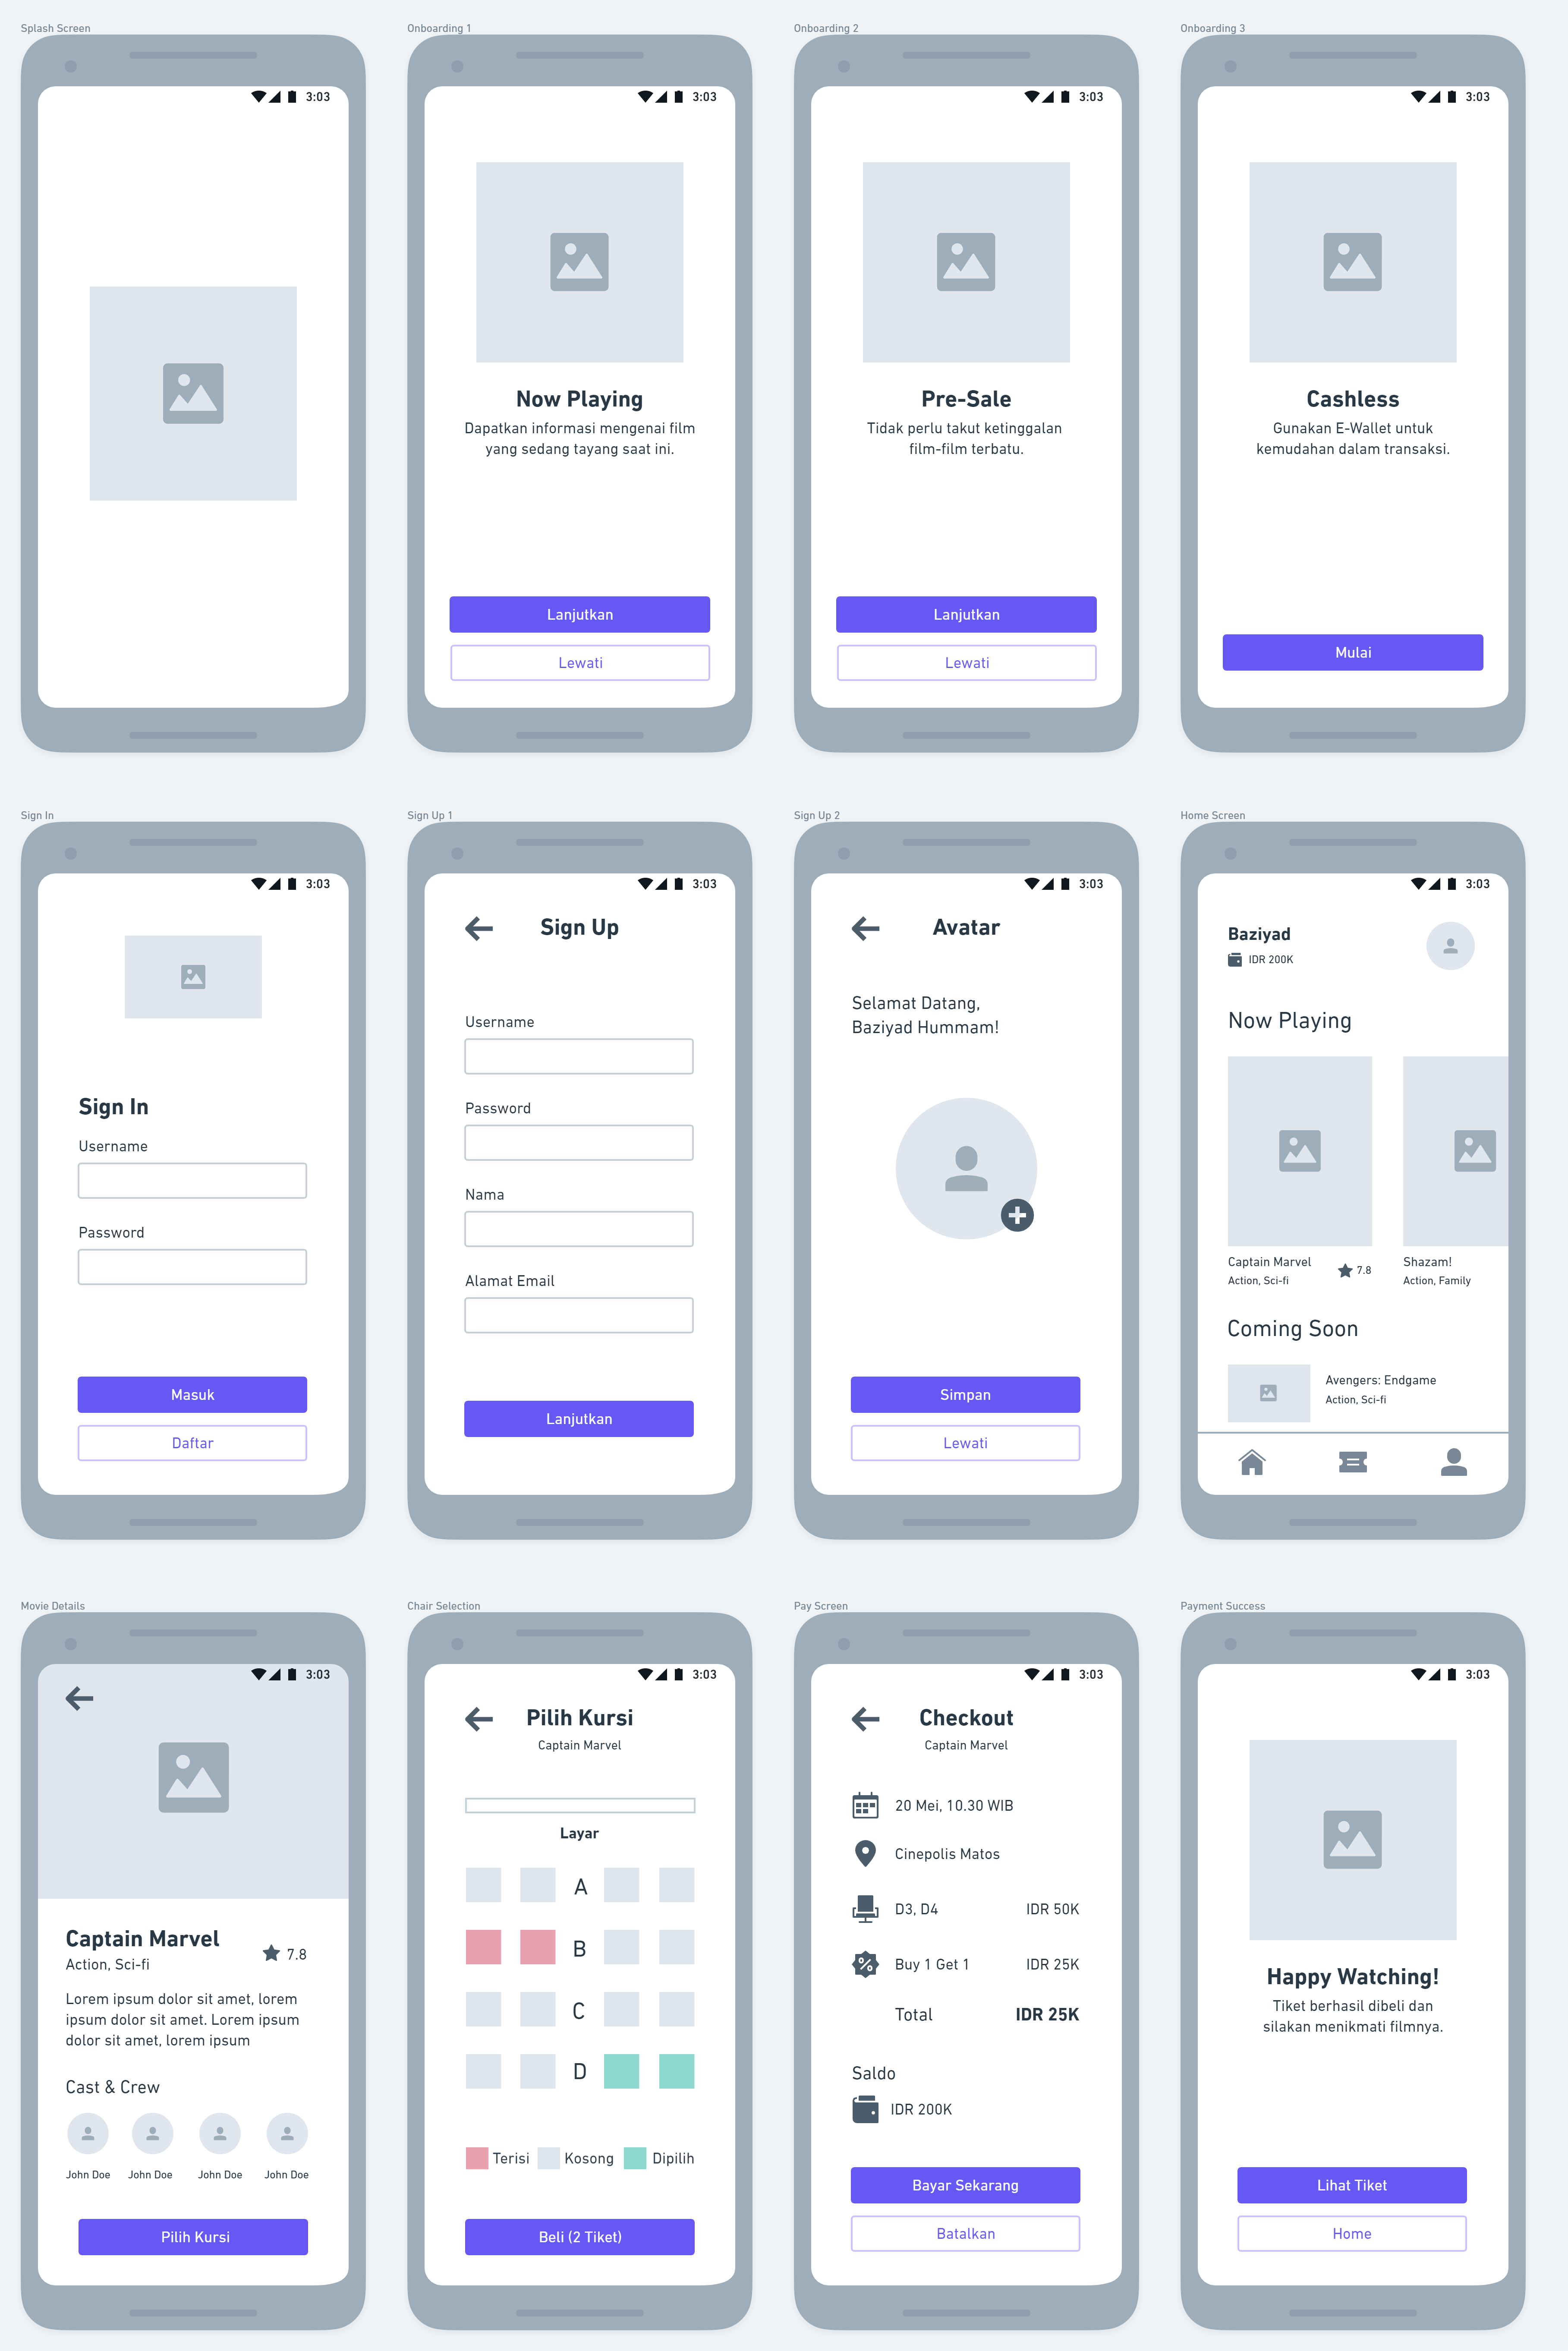 Splash Screen
3:03
Onboarding 1
3:03
Now Playing
Dapatkan informasi mengenai film
yang sedang tayang saat ini.
Lanjutkan
Lewati
Onboarding 2
3:03
Pre-Sale
Tidak perlu takut ketinggalan
film-film terbatu.
Lanjutkan
Lewati
Onboarding 3
3:03
Cashless
Gunakan E-Wallet untuk
kemudahan dalam transaksi.
Mulai
Sign In
3:03
Sign In
Username
Password
Masuk
Daftar
Sign Up 1
3:03
Sign Up
Username
Password
Nama
Alamat Email
Lanjutkan
Sign Up 2
3:03
Avatar
Selamat Datang,
Baziyad Hummam!
Simpan
Lewati
Home Screen
3:03
Baziyad
IDR 200K
Now Playing
Captain Marvel
Action, Sci-fi
7.8
Shazam!
Action, Family
Coming Soon
Avengers: Endgame
Action, Sci-fi
Movie Details
3:03
Captain Marvel
Action, Sci-fi
7.8
Lorem ipsum dolor sit amet, lorem
ipsum dolor sit amet. Lorem ipsum
dolor sit amet, lorem ipsum
Cast & Crew
John Doe John Doe John Doe John Doe
Pilih Kursi
Chair Selection
3:03
Pilih Kursi
Captain Marvel
Layar
A
B
C
D
Terisi Kosong Dipilih
Beli (2 Tiket)
Pay Screen
3:03
Checkout
Captain Marvel
20 Mei, 10.30 WIB
Cinepolis Matos
D3, D4 IDR 50K
Buy 1 Get 1 IDR 25K
Total IDR 25K
Saldo
IDR 200K
Bayar Sekarang
Batalkan
Payment Success
3:03
Happy Watching!
Tiket berhasil dibeli dan
silakan menikmati filmnya.
Lihat Tiket
Home